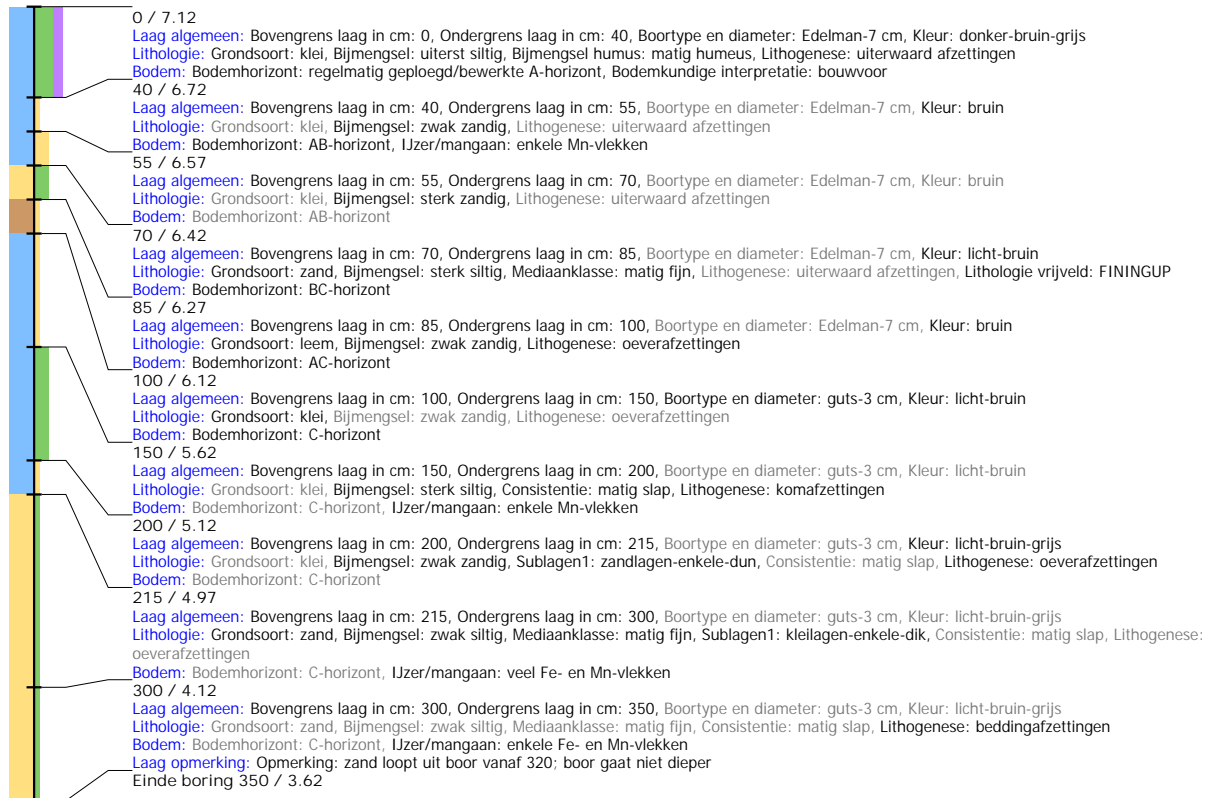 0 / 7.12
Laag algemeen: Bovengrens laag in cm: 0, Ondergrens laag in cm: 40, Boortype en diameter: Edelman-7 cm, Kleur: donker-bruin-grijs
Lithologie: Grondsoort: klei, Bijmengsel: uiterst siltig, Bijmengsel humus: matig humeus, Lithogenese: uiterwaard afzettingen
Bodem: Bodemhorizont: regelmatig geploegd/bewerkte A-horizont, Bodemkundige interpretatie: bouwvoor
40 / 6.72
Laag algemeen: Bovengrens laag in cm: 40, Ondergrens laag in cm: 55, Boortype en diameter: Edelman-7 cm, Kleur: bruin
Lithologie: Grondsoort: klei, Bijmengsel: zwak zandig, Lithogenese: uiterwaard afzettingen
Bodem: Bodemhorizont: AB-horizont, IJzer/mangaan: enkele Mn-vlekken
55 / 6.57
Laag algemeen: Bovengrens laag in cm: 55, Ondergrens laag in cm: 70, Boortype en diameter: Edelman-7 cm, Kleur: bruin
Lithologie: Grondsoort: klei, Bijmengsel: sterk zandig, Lithogenese: uiterwaard afzettingen
Bodem: Bodemhorizont: AB-horizont
70 / 6.42
Laag algemeen: Bovengrens laag in cm: 70, Ondergrens laag in cm: 85, Boortype en diameter: Edelman-7 cm, Kleur: licht-bruin
Lithologie: Grondsoort: zand, Bijmengsel: sterk siltig, Mediaanklasse: matig fijn, Lithogenese: uiterwaard afzettingen, Lithologie vrijveld: FININGUP
Bodem: Bodemhorizont: BC-horizont
85 / 6.27
Laag algemeen: Bovengrens laag in cm: 85, Ondergrens laag in cm: 100, Boortype en diameter: Edelman-7 cm, Kleur: bruin
Lithologie: Grondsoort: leem, Bijmengsel: zwak zandig, Lithogenese: oeverafzettingen
Bodem: Bodemhorizont: AC-horizont
100 / 6.12
Laag algemeen: Bovengrens laag in cm: 100, Ondergrens laag in cm: 150, Boortype en diameter: guts-3 cm, Kleur: licht-bruin
Lithologie: Grondsoort: klei, Bijmengsel: zwak zandig, Lithogenese: oeverafzettingen
Bodem: Bodemhorizont: C-horizont
150 / 5.62
Laag algemeen: Bovengrens laag in cm: 150, Ondergrens laag in cm: 200, Boortype en diameter: guts-3 cm, Kleur: licht-bruin
Lithologie: Grondsoort: klei, Bijmengsel: sterk siltig, Consistentie: matig slap, Lithogenese: komafzettingen
Bodem: Bodemhorizont: C-horizont, IJzer/mangaan: enkele Mn-vlekken
200 / 5.12
Laag algemeen: Bovengrens laag in cm: 200, Ondergrens laag in cm: 215, Boortype en diameter: guts-3 cm, Kleur: licht-bruin-grijs
Lithologie: Grondsoort: klei, Bijmengsel: zwak zandig, Sublagen1: zandlagen-enkele-dun, Consistentie: matig slap, Lithogenese: oeverafzettingen
Bodem: Bodemhorizont: C-horizont
215 / 4.97
Laag algemeen: Bovengrens laag in cm: 215, Ondergrens laag in cm: 300, Boortype en diameter: guts-3 cm, Kleur: licht-bruin-grijs
Lithologie: Grondsoort: zand, Bijmengsel: zwak siltig, Mediaanklasse: matig fijn, Sublagen1: kleilagen-enkele-dik, Consistentie: matig slap, Lithogenese:
oeverafzettingen
Bodem: Bodemhorizont: C-horizont, IJzer/mangaan: veel Fe- en Mn-vlekken
300 / 4.12
Laag algemeen: Bovengrens laag in cm: 300, Ondergrens laag in cm: 350, Boortype en diameter: guts-3 cm, Kleur: licht-bruin-grijs
Lithologie: Grondsoort: zand, Bijmengsel: zwak siltig, Mediaanklasse: matig fijn, Consistentie: matig slap, Lithogenese: beddingafzettingen
Bodem: Bodemhorizont: C-horizont, IJzer/mangaan: enkele Fe- en Mn-vlekken
Laag opmerking: Opmerking: zand loopt uit boor vanaf 320; boor gaat niet dieper
Einde boring 350 / 3.62